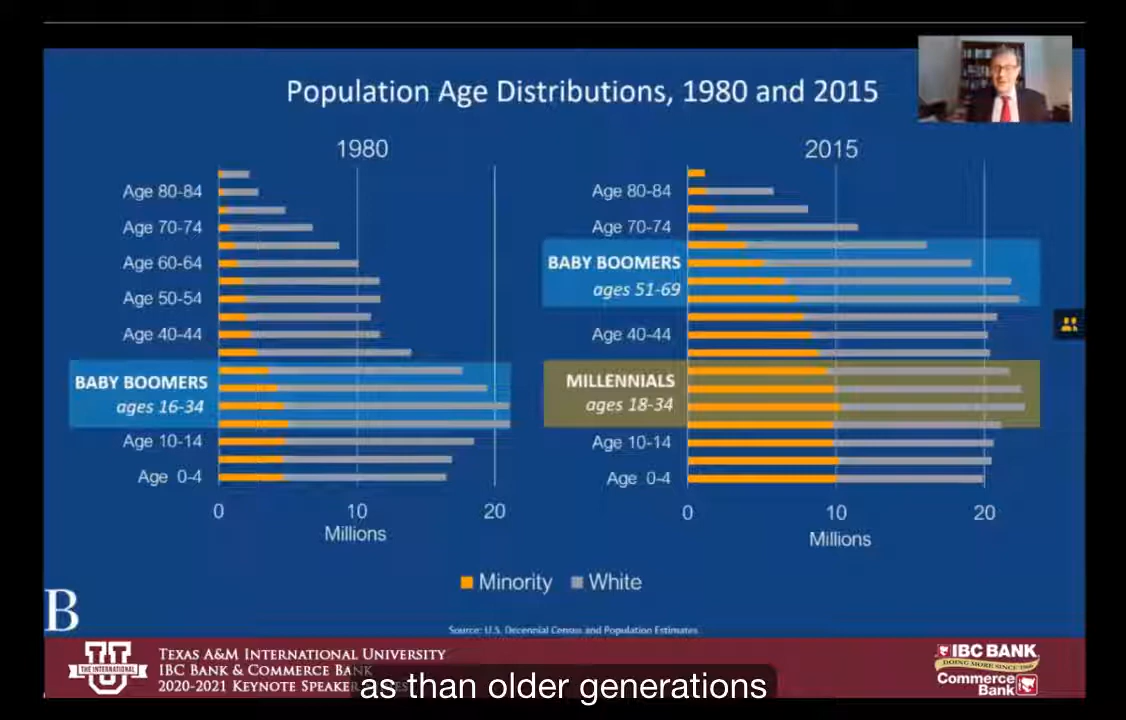 Population Age Distributions, 1980 and 2015
1980
Age 80-84
Age 70-74
Age 60-64
Age 50-54
Age 40-44
BABY BOOMERS
ages 16-34
Age 10-14
Age 0-4
0 10 20
Millions
2015
Age 80-84
Age 70-74
BABY BOOMERS
ages 51-69
Age 40-44
MILLENNIALS
ages 18-34
Age 10-14
Age 0-4
0 10 20
Millions
Minority White
B
Source: U.S. Decennial Census and Population Estimates
THE INTERNATIONAL
TEXAS A&M INTERNATIONAL UNIVERSITY
IBC BANK & COMMERCE BANK
2020-2021 KEYNOTE
IBC BANK
DOING MORE SINCE 1966
Commerce
Bank
as than older generations